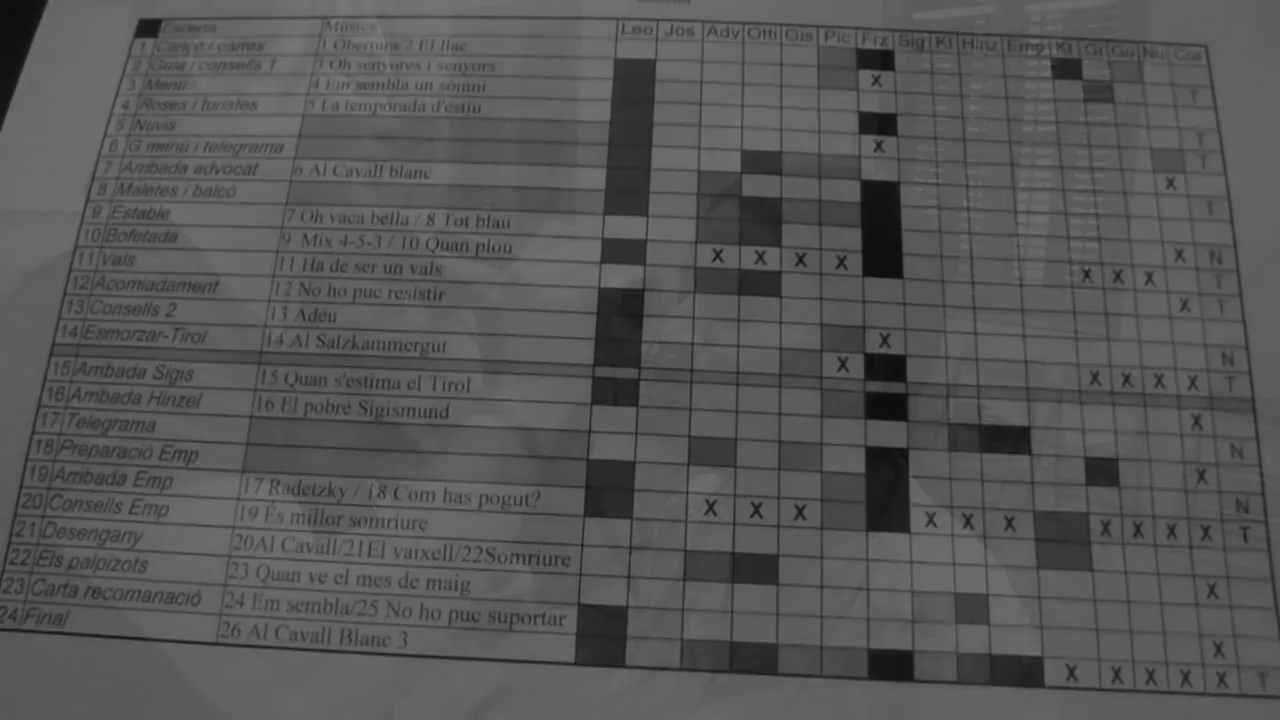 Escena Música Leo Jos Adv Otti Gis Pic Frz Sig Kl Hinz Emp Kt Gr Gu Nu Cor
1 Cançó i carres 1 Obertura/2 El llac
2 Guia i consells 1 3 Oh senyores i senyors X T
3 Menú 4 Em sembla un somni
4 Roses i turistes 5 La temporada d'estiu T
5 Nuvis X T
6 G menú i telegrama X
7 Arribada advocat 6 Al Cavall blanc T
8 Maletes i balcó
9 Estable 7 Oh vaca bella / 8 Tot blau X N
10 Bofetada 9 Mix 4-5-3 / 10 Quan plou X X X X X X X T
11 Vals 11 Ha de ser un vals X T
12 Acomiadament 12 No ho puc resistir
13 Consells 2 13 Adéu X N
14 Esmorzar-Tirol 14 Al Salzkammergut X X X X X T
15 Arribada Sigis 15 Quan s'estima el Tirol
16 Arribada Hinzel 16 El pobre Sigismund X
17 Telegrama N
18 Preparació Emp X
19 Arribada Emp 17 Radetzky / 18 Com has pogut? N
20 Consells Emp 19 És millor somriure X X X X X X X X X X T
21 Desengany 20Al Cavall/21El vaixell/22Somriure
22 Els palpizots 23 Quan ve el mes de maig X
23 Carta recomanació 24 Em sembla/25 No ho puc suportar
24 Final 26 Al Cavall Blanc 3 X
X X X X X T